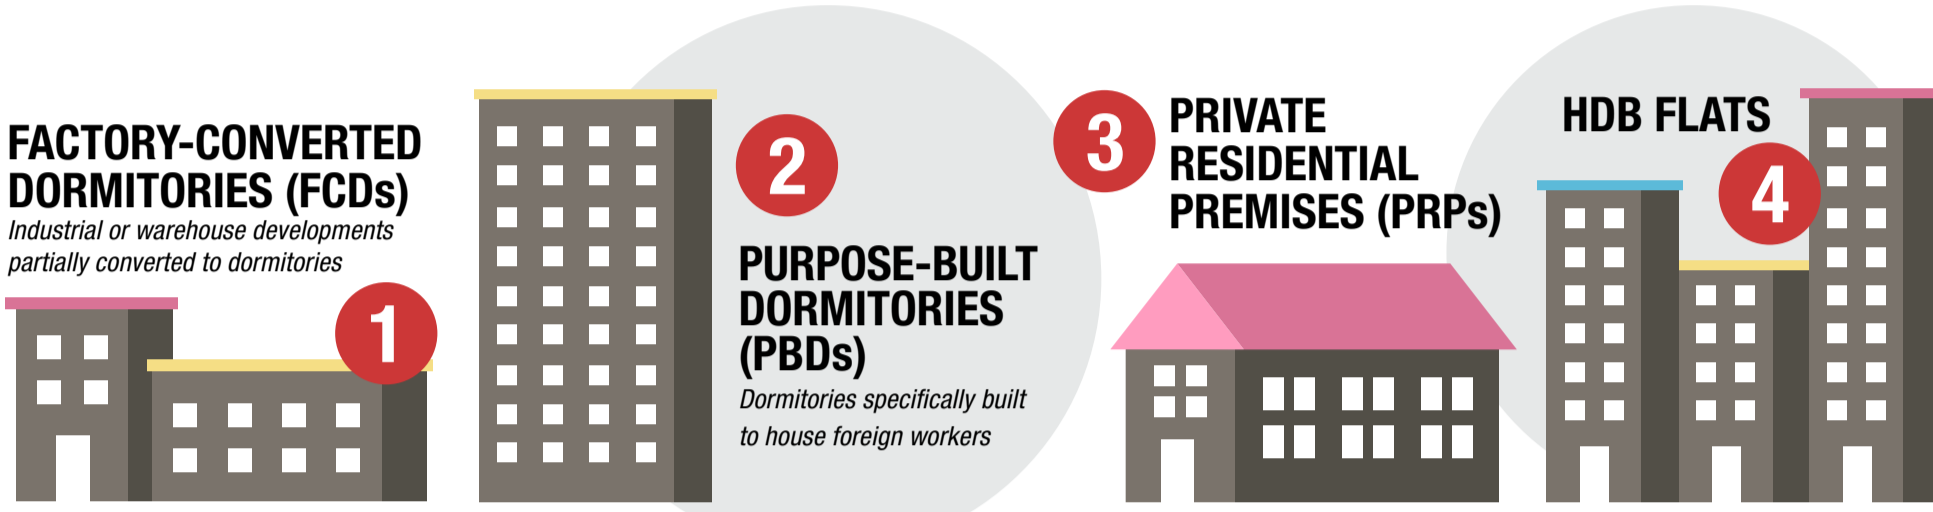 FACTORY-CONVERTED
DORMITORIES (FCDs)
Industrial or warehouse developments
partially converted to dormitories
1
2
PURPOSE-BUILT
DORMITORIES
(PBDs)
Dormitories specifically built
to house foreign workers
3
PRIVATE
RESIDENTIAL
PREMISES (PRPs)
HDB FLATS
4